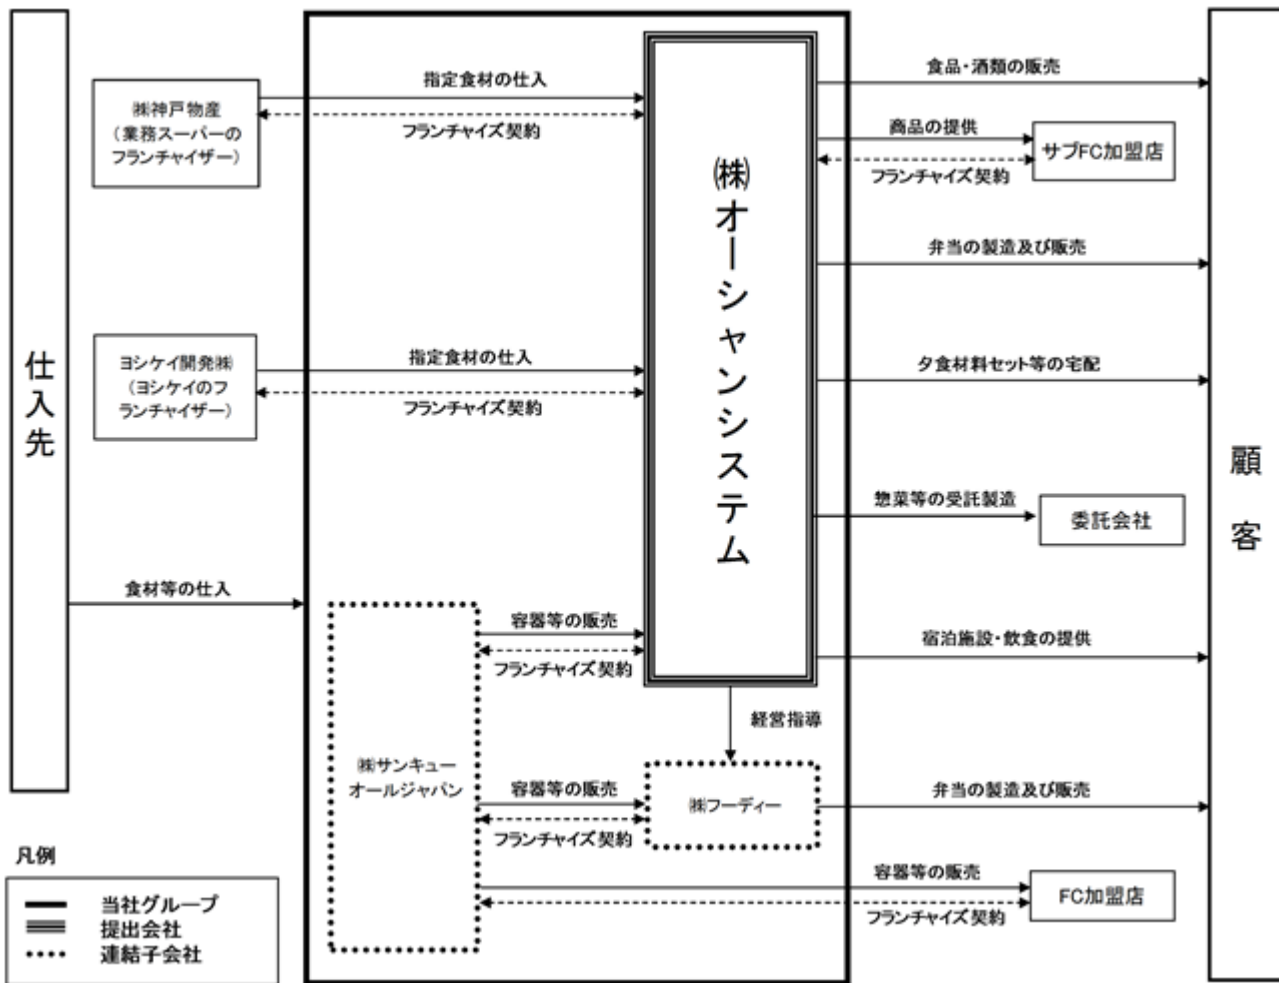 仕入先
㈱神戸物産
(業務スーパーの
フランチャイザー)
指定食材の仕入
フランチャイズ契約
ヨシケイ開発㈱
(ヨシケイのフ
ランチャイザー)
指定食材の仕入
フランチャイズ契約
食材等の仕入
㈱オーシャンシステム
食品・酒類の販売
商品の提供
フランチャイズ契約
サブFC加盟店
弁当の製造及び販売
夕食材料セット等の宅配
惣菜等の受託製造
委託会社
宿泊施設・飲食の提供
顧客
㈱サンキュー
オールジャパン
容器等の販売
フランチャイズ契約
経営指導
容器等の販売
フランチャイズ契約
㈱フーディー
弁当の製造及び販売
容器等の販売
フランチャイズ契約
FC加盟店
凡例
当社グループ
提出会社
連結子会社